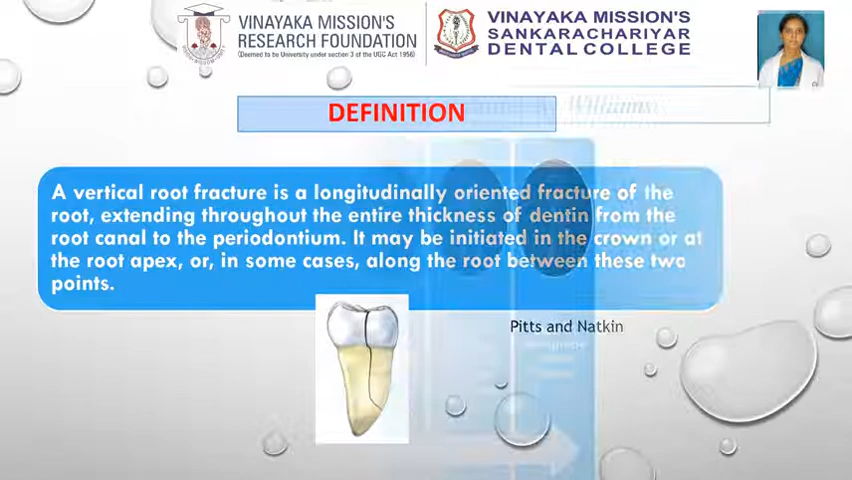 VINAYAKA MISSION'S
RESEARCH FOUNDATION
(Deemed to be University under section 3 of the UGC Act 1956)
VINAYAKA MISSION'S
SANKARACHARIYAR
DENTAL COLLEGE
DEFINITION
Williams
A vertical root fracture is a longitudinally oriented fracture of the
root, extending throughout the entire thickness of dentin from the
root canal to the periodontium. It may be initiated in the crown or at
the root apex, or, in some cases, along the root between these two
points.
Pitts and Natkin